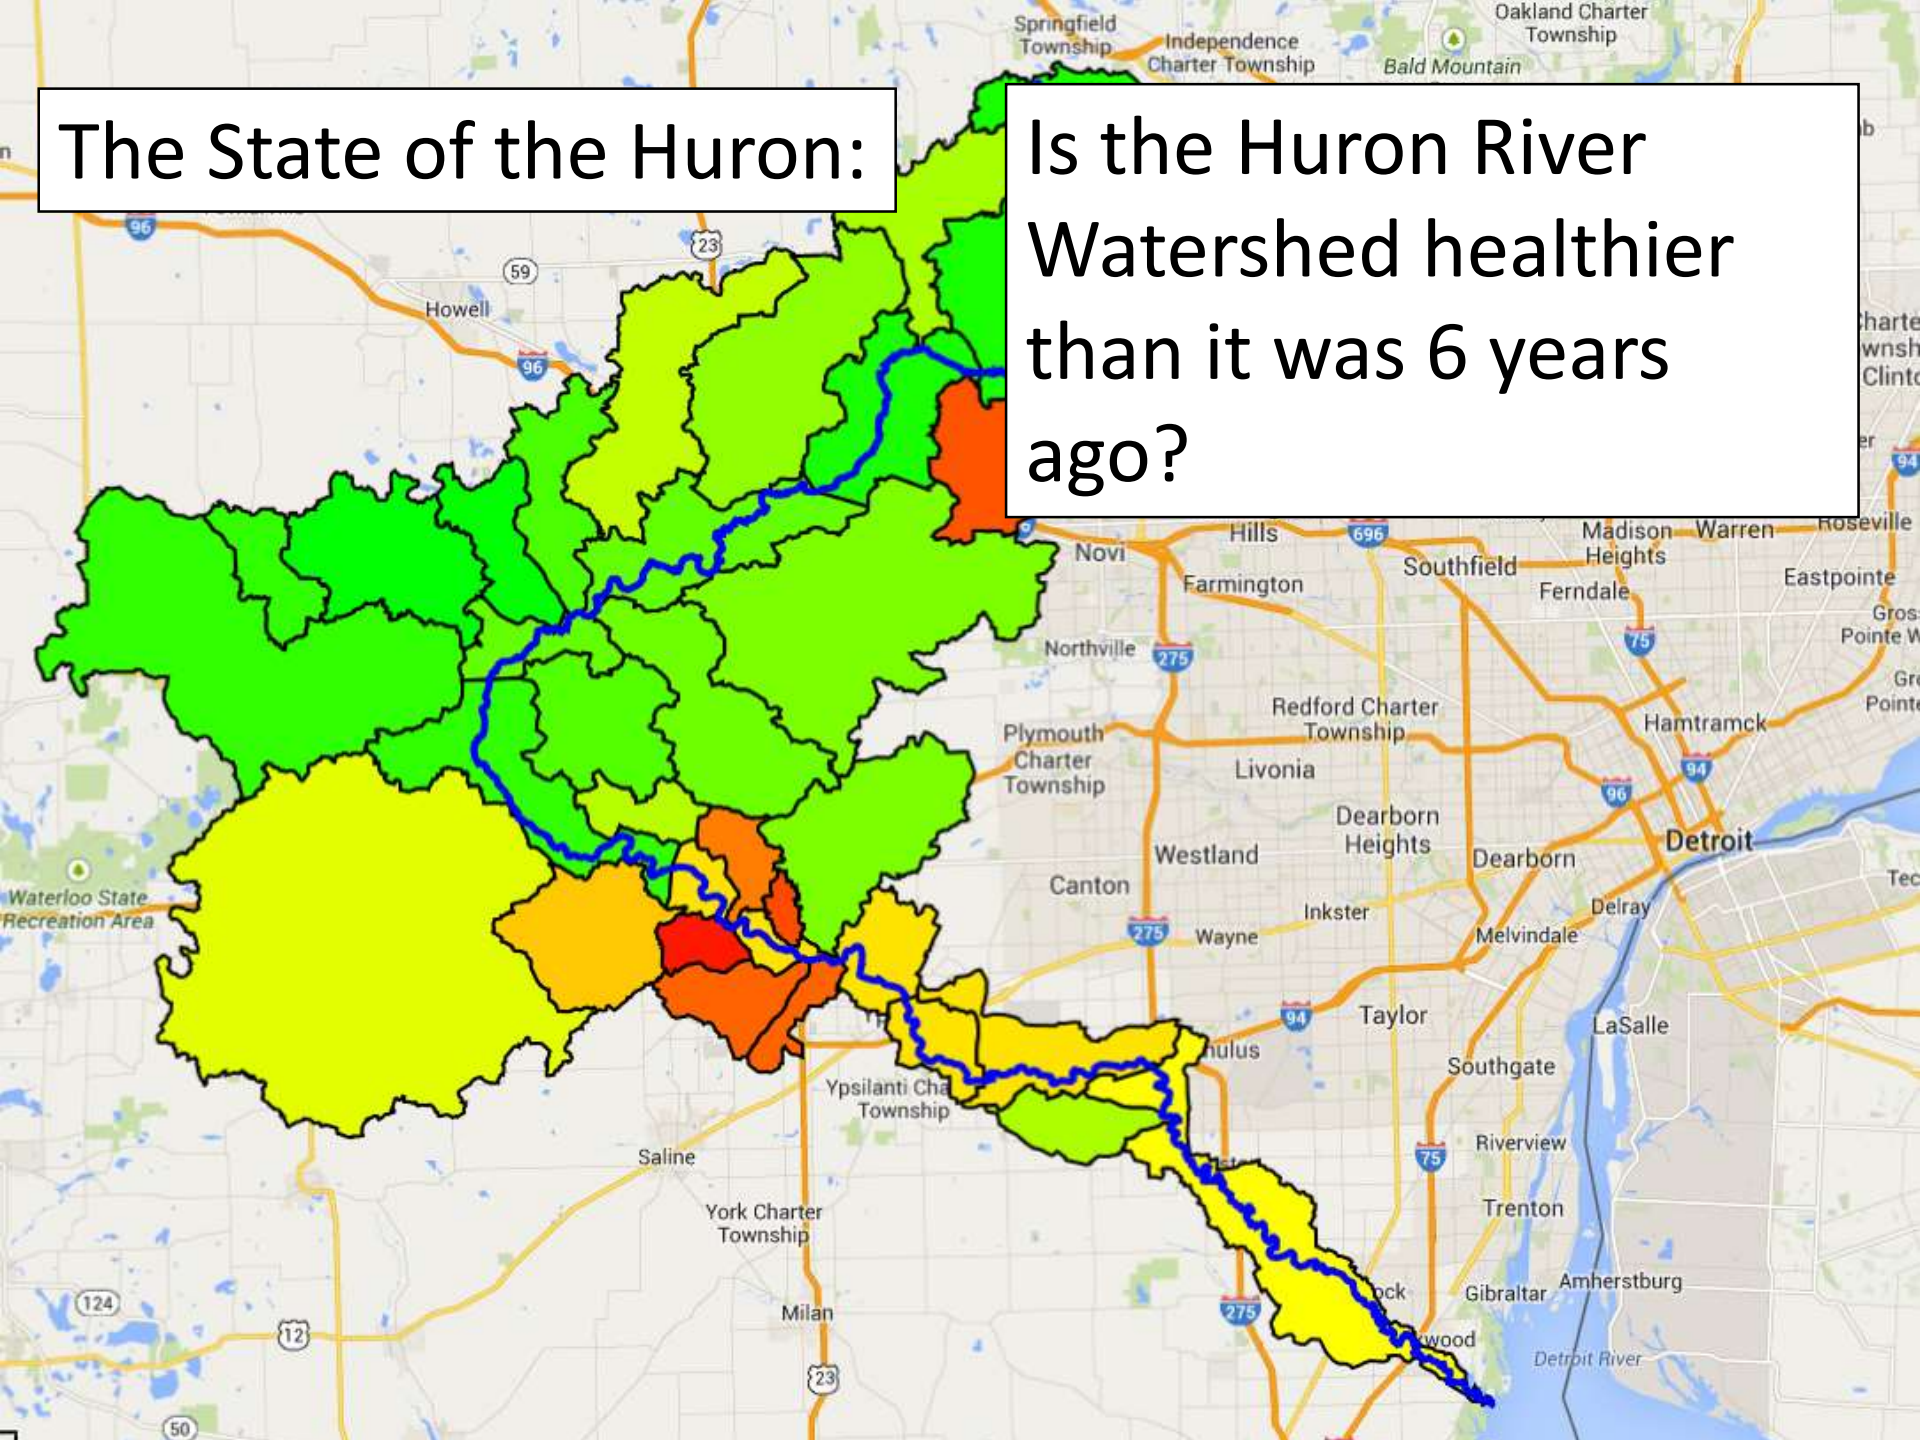 The State of the Huron:
Is the Huron River
Watershed healthier
than it was 6 years
ago?
Springfield
Township
Independence
Charter Township
Oakland Charter
Township
Bald Mountain
96
23
59
Howell
96
94
Novi
Hills
696
Madison
Heights
Warren
Roseville
Farmington
Southfield
Ferndale
Eastpointe
Northville
275
75
Pointe W
Redford Charter
Township
Hamtramck
Plymouth
Charter
Township
Livonia
94
96
Dearborn
Heights
Detroit
Westland
Dearborn
Canton
Waterloo State
Recreation Area
Inkster
Delray
275
Wayne
Melvindale
94
Taylor
LaSalle
Ypsilanti Cha
Township
Southgate
Saline
75
Riverview
York Charter
Township
Trenton
124
12
Milan
275
Gibraltar
Amherstburg
Detroit River
23
50